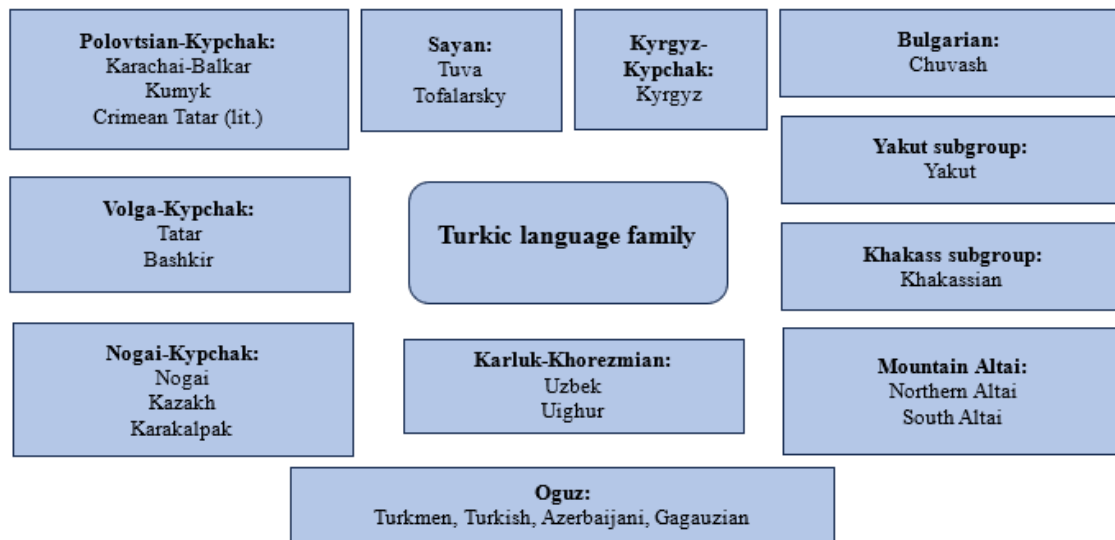 Polovtsian-Kypchak:
Karachai-Balkar
Kumyk
Crimean Tatar (lit.)
Sayan:
Tuva
Tofalarsky
Kyrgyz-
Kypchak:
Kyrgyz
Bulgarian:
Chuvash
Yakut subgroup:
Yakut
Volga-Kypchak:
Tatar
Bashkir
Turkic language family
Khakass subgroup:
Khakassian
Nogai-Kypchak:
Nogai
Kazakh
Karakalpak
Karluk-Khorezmian:
Uzbek
Uighur
Mountain Altai:
Northern Altai
South Altai
Oguz:
Turkmen, Turkish, Azerbaijani, Gagauzian